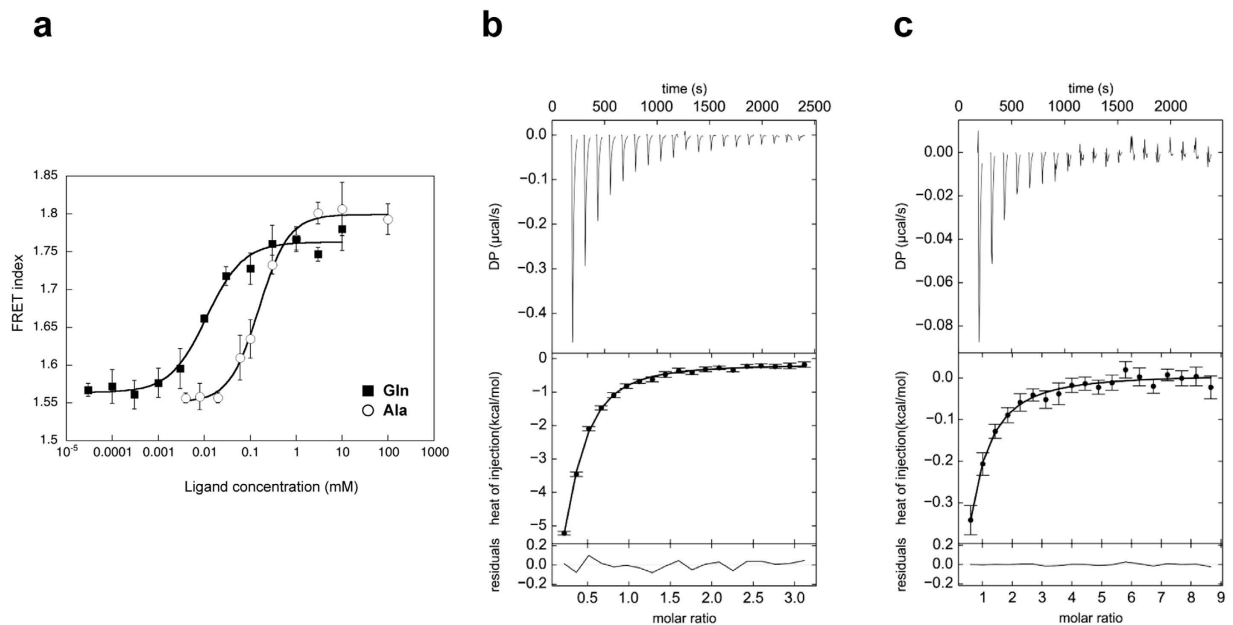 a
b
c
1.85
1.8
1.75
1.7
1.65
1.6
1.55
1.5
FRET index
10-5
0.0001
0.001
0.01
0.1
1
10
100
1000
Ligand concentration (mM)
Gln
Ala
time (s)
0 500 1000 1500 2000 2500
0.0
−0.1
−0.2
−0.3
−0.4
DP (μcal/s)
0
−1
−2
−3
−4
−5
heat of injection(kcal/mol)
0.2
0.0
−0.2
residuals
0.5 1.0 1.5 2.0 2.5 3.0
molar ratio
time (s)
0 500 1000 1500 2000
0.00
−0.02
−0.04
−0.06
−0.08
DP (μcal/s)
0.0
−0.1
−0.2
−0.3
heat of injection(kcal/mol)
0.2
0.0
−0.2
residuals
1 2 3 4 5 6 7 8 9
molar ratio